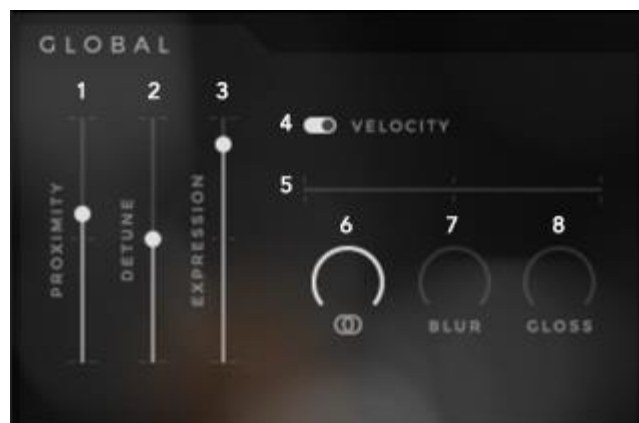 GLOBAL
1 2 3
4 VELOCITY
5
PROXIMITY
DETUNE
EXPRESSION
6 7 8
BLUR GLOSS